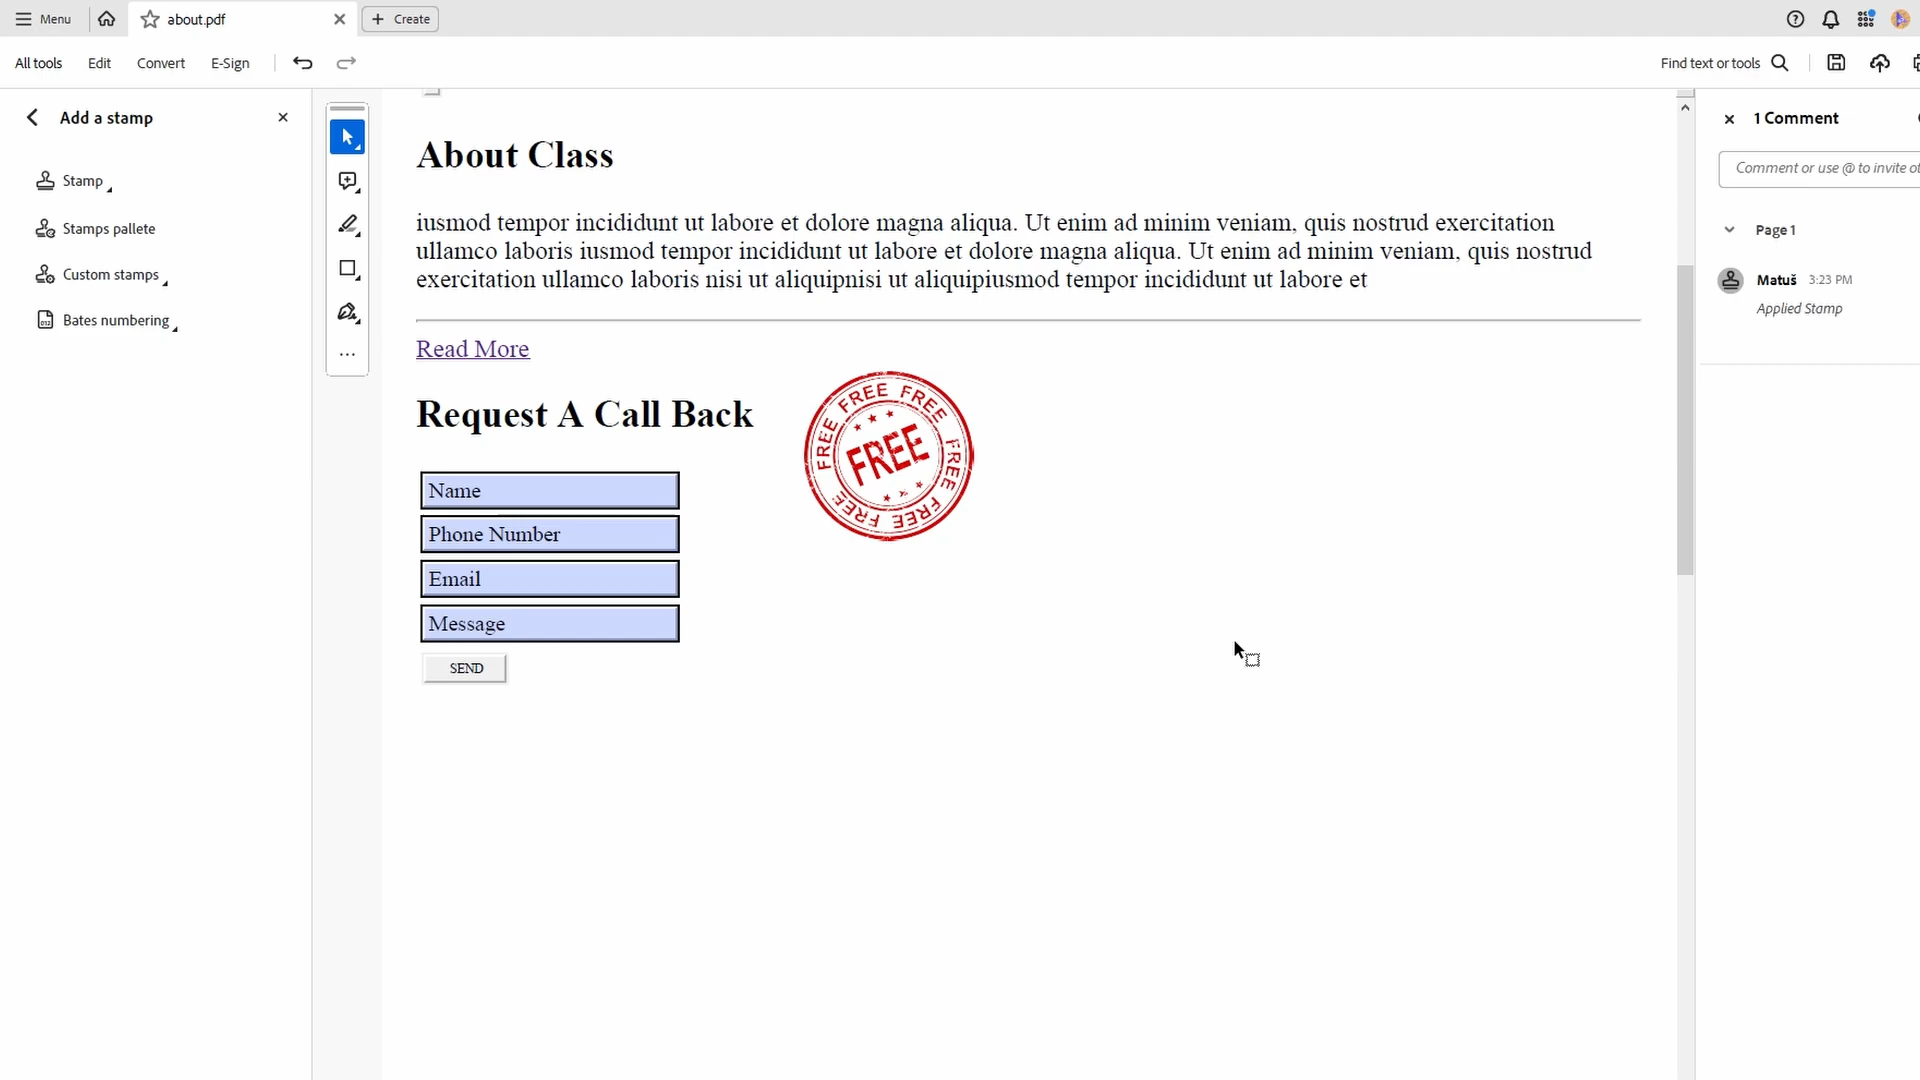 Menu
about.pdf
Create
All tools
Edit
Convert
E-Sign
Find text or tools
Add a stamp
Stamp
Stamps pallete
Custom stamps
Bates numbering
About Class
iusmod tempor incididunt ut labore et dolore magna aliqua. Ut enim ad minim veniam, quis nostrud exercitation
ullamco laboris iusmod tempor incididunt ut labore et dolore magna aliqua. Ut enim ad minim veniam, quis nostrud
exercitation ullamco laboris nisi ut aliquipnisi ut aliquipiusmod tempor incididunt ut labore et
Read More
Request A Call Back
FREE FREE FREE FREE FREE FREE FREE FREE
FREE
Name
Phone Number
Email
Message
SEND
1 Comment
Comment or use @ to invite ot
Page 1
Matuš 3:23 PM
Applied Stamp